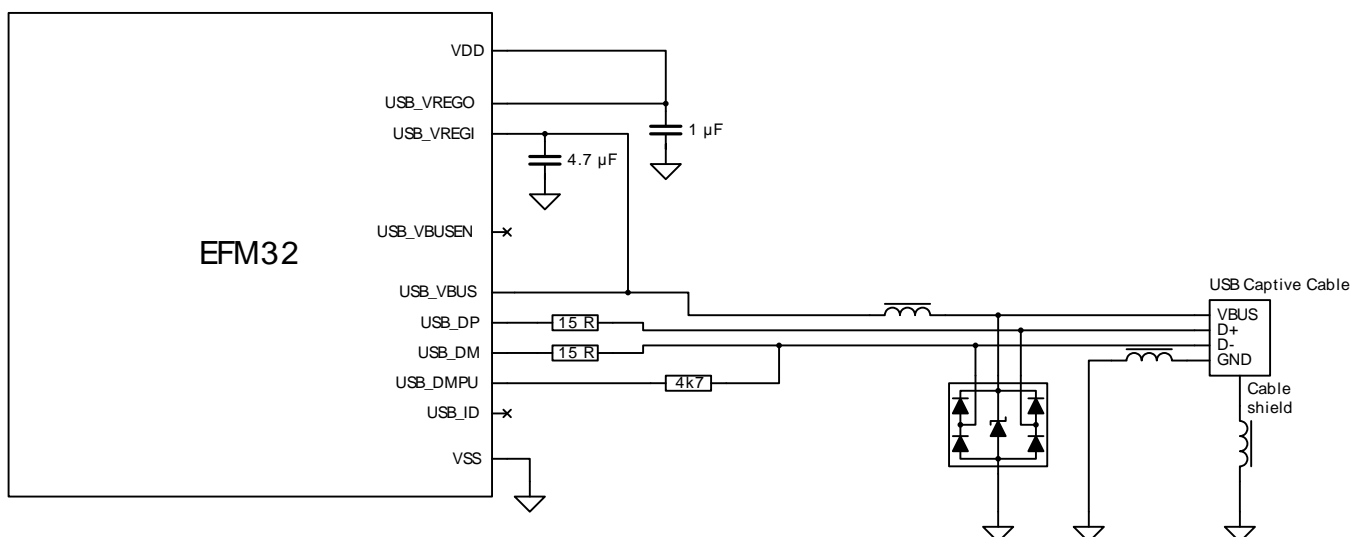 VDD
USB_VREGO
USB_VREGI
1 µF
4.7 µF
USB_VBUSEN
EFM32
USB_VBUS
USB_DP
15 R
USB_DM
15 R
USB_DMPU
4k7
USB_ID
VSS
USB Captive Cable
VBUS
D+
D-
GND
Cable
shield